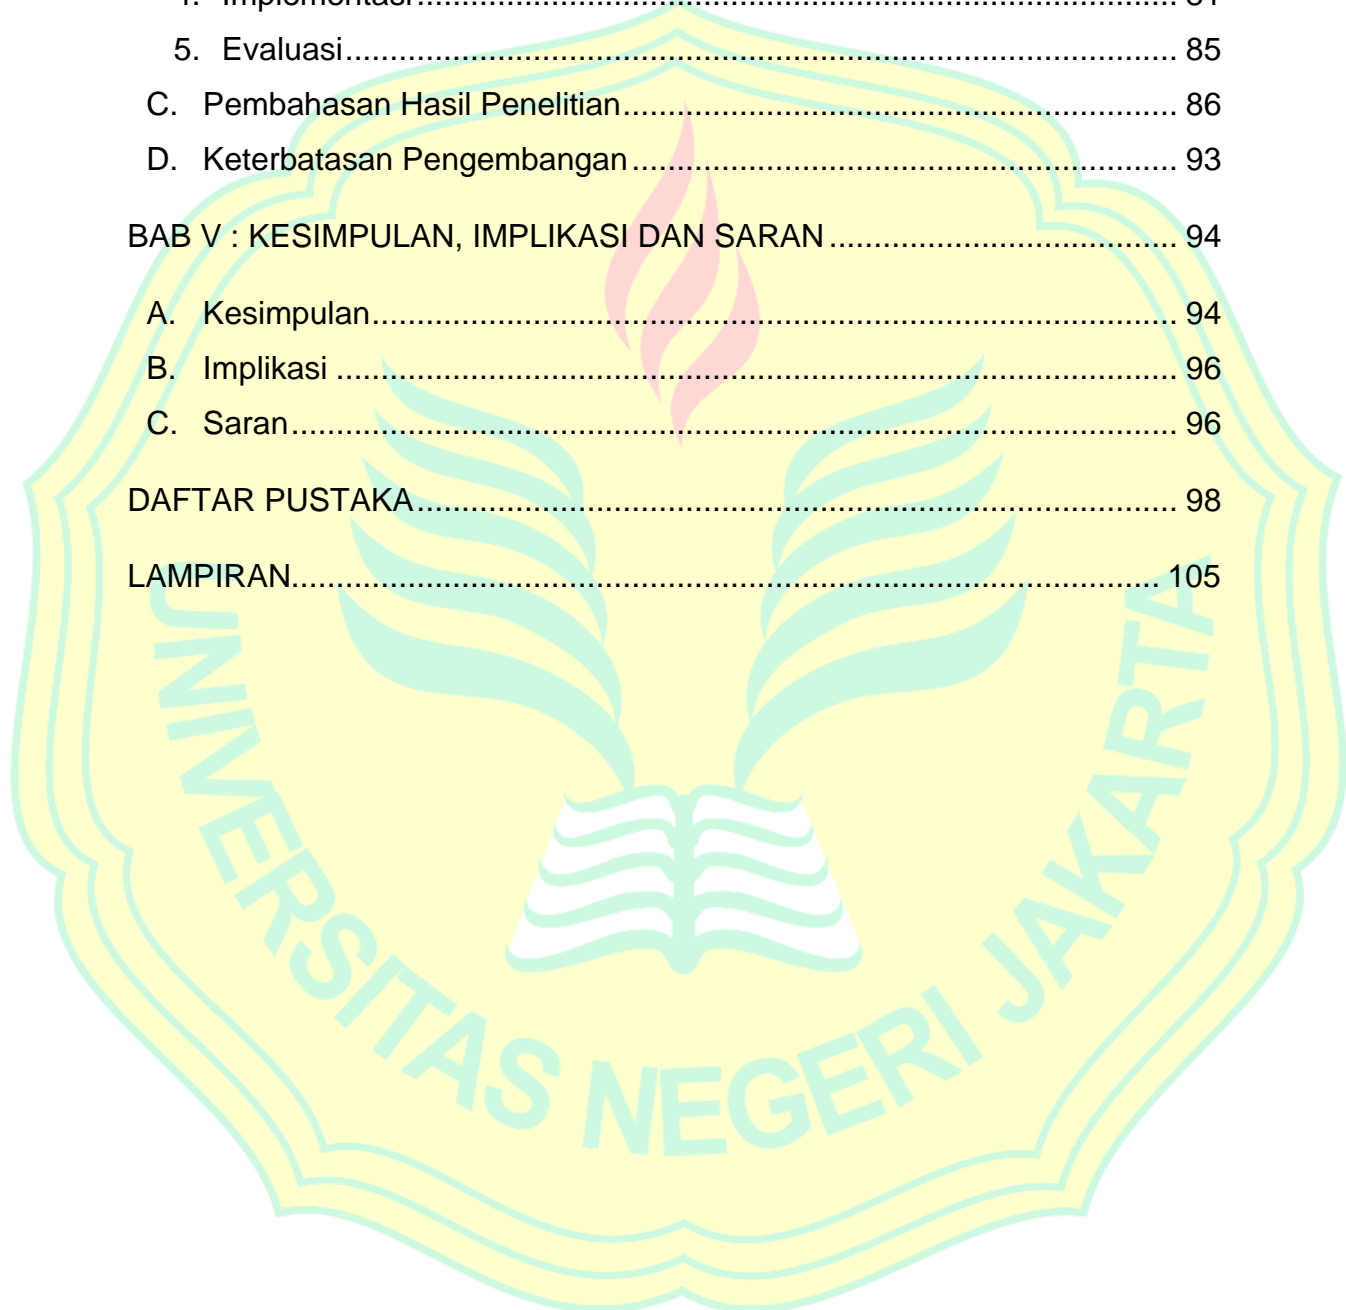 Implementasi
5. Evaluasi........................................................................................... 85
C. Pembahasan Hasil Penelitian............................................................. 86
D. Keterbatasan Pengembangan............................................................ 93
BAB V : KESIMPULAN, IMPLIKASI DAN SARAN...................................... 94
A. Kesimpulan......................................................................................... 94
B. Implikasi ............................................................................................. 96
C. Saran.................................................................................................. 96
DAFTAR PUSTAKA.................................................................................... 98
LAMPIRAN................................................................................................ 105
UNIVERSITAS NEGERI JAKARTA